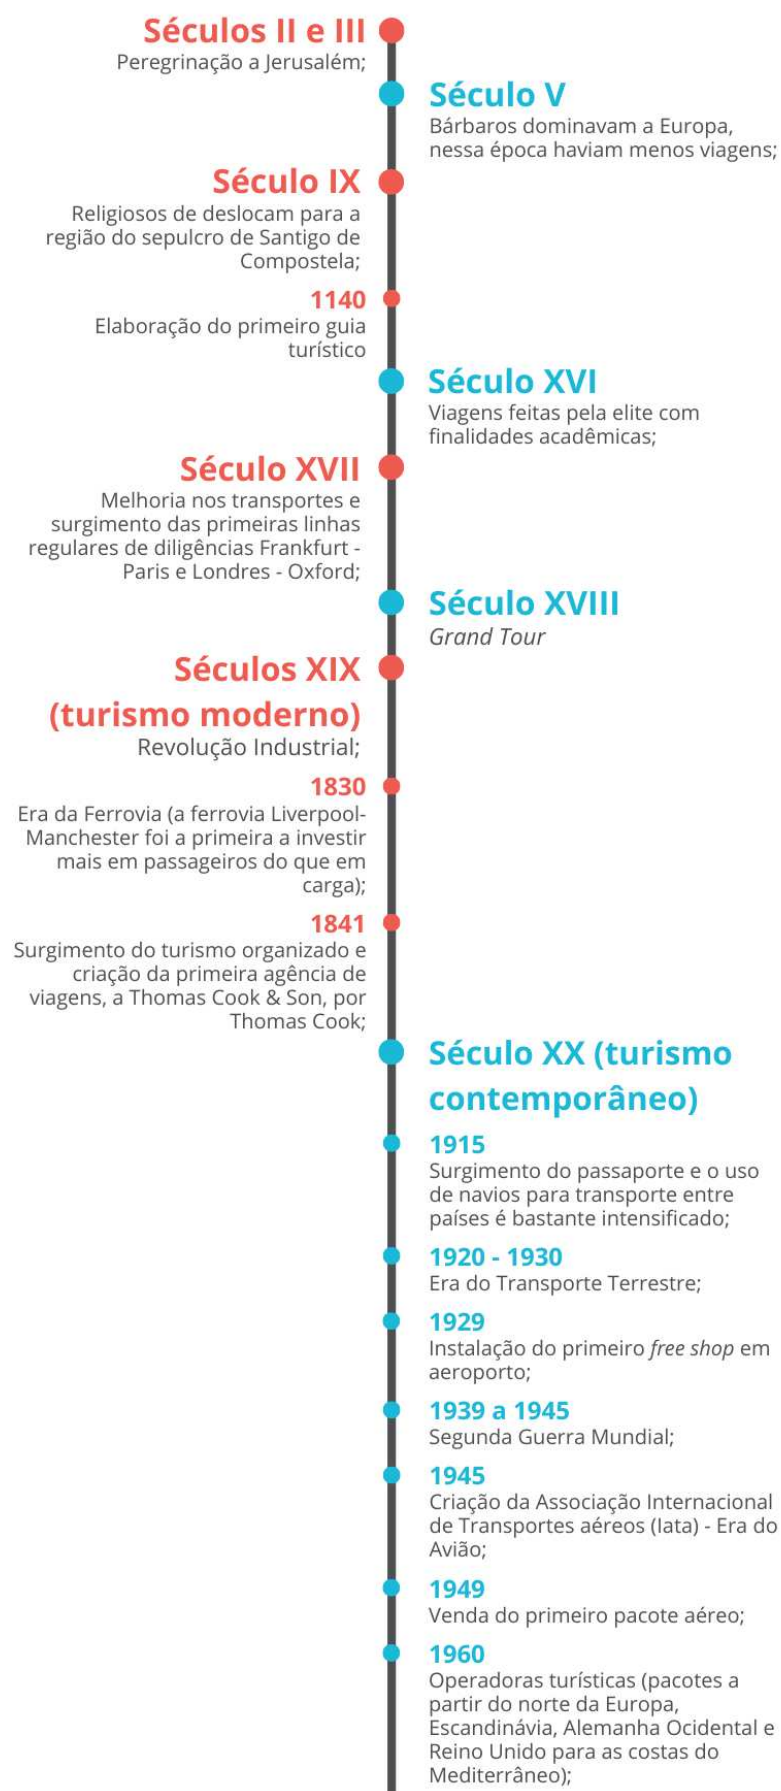 Séculos II e III
Peregrinação a Jerusalém;
Século V
Bárbaros dominavam a Europa,
nessa época haviam menos viagens;
Século IX
Religiosos de deslocam para a
região do sepulcro de Santigo de
Compostela;
1140
Elaboração do primeiro guia
turístico
Século XVI
Viagens feitas pela elite com
finalidades acadêmicas;
Século XVII
Melhoria nos transportes e
surgimento das primeiras linhas
regulares de diligências Frankfurt -
Paris e Londres - Oxford;
Século XVIII
Grand Tour
Séculos XIX
(turismo moderno)
Revolução Industrial;
1830
Era da Ferrovia (a ferrovia Liverpool-
Manchester foi a primeira a investir
mais em passageiros do que em
carga);
1841
Surgimento do turismo organizado e
criação da primeira agência de
viagens, a Thomas Cook & Son, por
Thomas Cook;
Século XX (turismo
contemporâneo)
1915
Surgimento do passaporte e o uso
de navios para transporte entre
países é bastante intensificado;
1920 - 1930
Era do Transporte Terrestre;
1929
Instalação do primeiro free shop em
aeroporto;
1939 a 1945
Segunda Guerra Mundial;
1945
Criação da Associação Internacional
de Transportes aéreos (Iata) - Era do
Avião;
1949
Venda do primeiro pacote aéreo;
1960
Operadoras turísticas (pacotes a
partir do norte da Europa,
Escandinávia, Alemanha Ocidental e
Reino Unido para as costas do
Mediterrâneo);